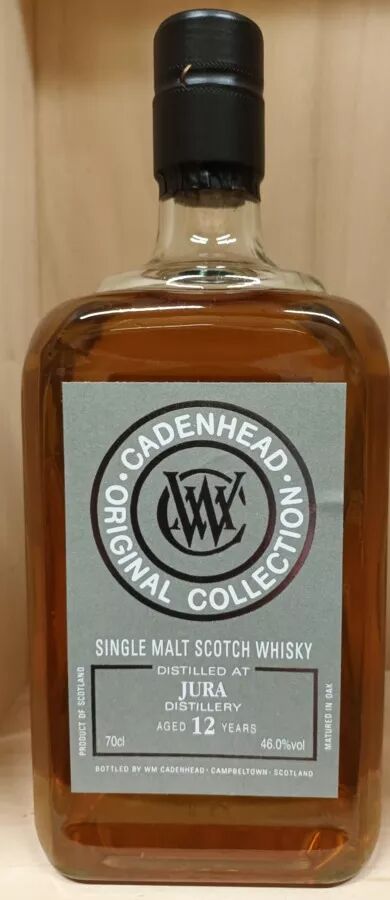 · CADENHEAD ·
WMC
ORIGINAL COLLECTION
SINGLE MALT SCOTCH WHISKY
PRODUCT OF SCOTLAND
DISTILLED AT
JURA
DISTILLERY
AGED 12 YEARS
70cl 46.0%vol
MATURED IN OAK
BOTTLED BY WM CADENHEAD · CAMPBELTOWN · SCOTLAND